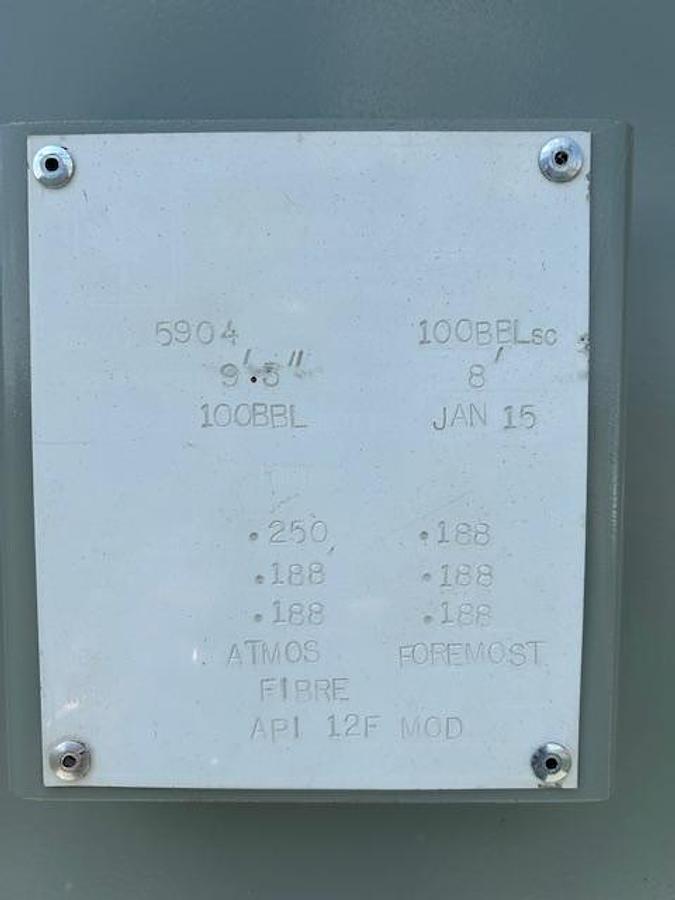 5904 100BBLSC
9'.5" 8'
100BBL JAN 15
.250 .188
.188 .188
.188 .188
ATMOS FOREMOST
FIBRE
API 12F MOD